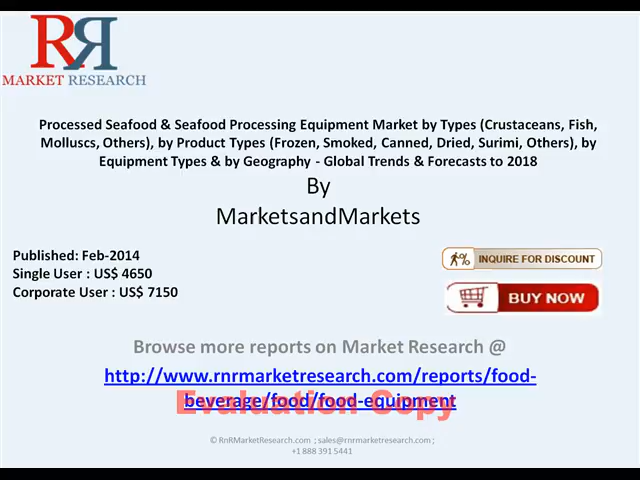 RR
MARKET RESEARCH
Processed Seafood & Seafood Processing Equipment Market by Types (Crustaceans, Fish,
Molluscs, Others), by Product Types (Frozen, Smoked, Canned, Dried, Surimi, Others), by
Equipment Types & by Geography - Global Trends & Forecasts to 2018
By
MarketsandMarkets
Published: Feb-2014
Single User : US$ 4650
Corporate User : US$ 7150
INQUIRE FOR DISCOUNT
BUY NOW
Browse more reports on Market Research @
http://www.rnrmarketresearch.com/reports/food-
beverage/food/food-equipment
Evaluation Copy
© RnRMarketResearch.com ; sales@rnrmarketresearch.com ;
+1 888 391 5441